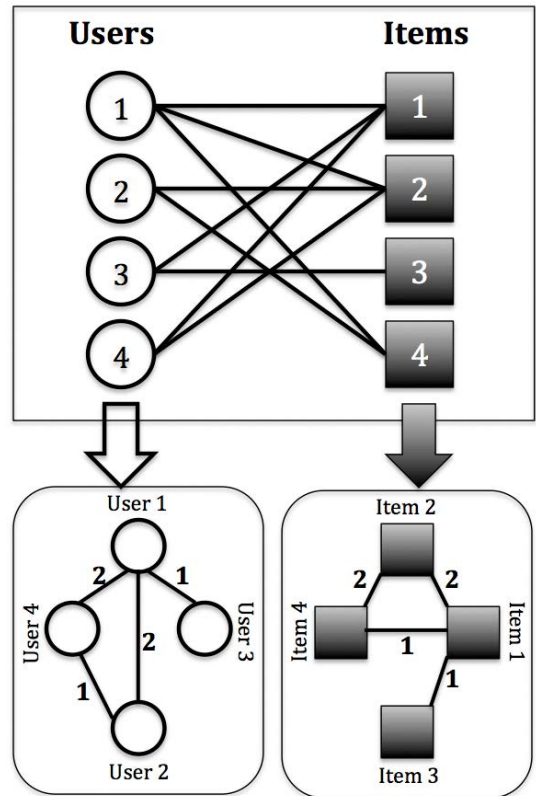 Users Items
1 1
2 2
3 3
4 4
User 1
2 1
User 4
User 3
2
1
User 2
Item 2
2 2
Item 4
Item 1
1
1
Item 3